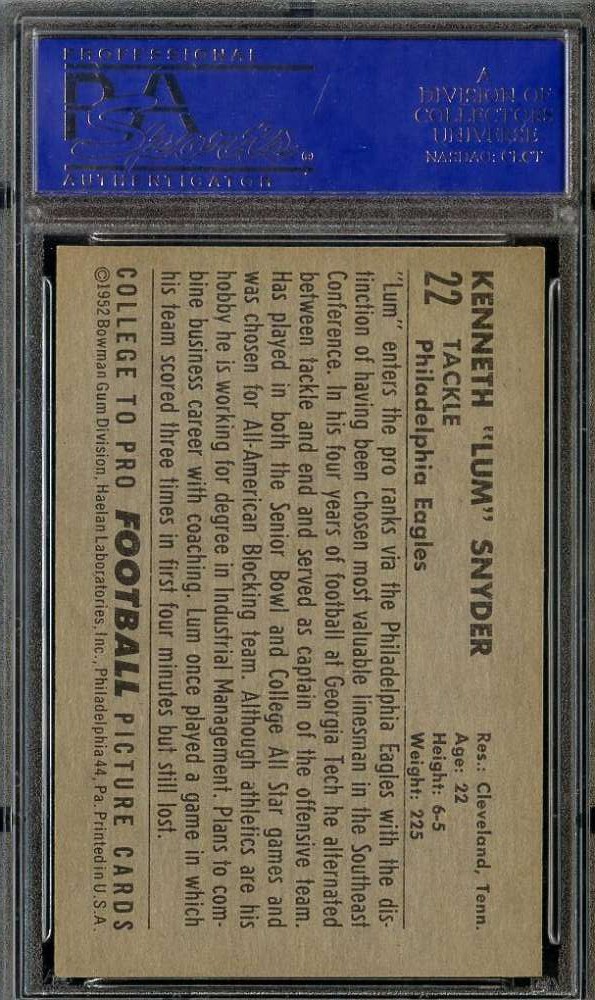 PROFESSIONAL
PSA
Sports
AUTHENTICATOR
A
DIVISION OF
COLLECTORS
UNIVERSE
NASDAQ: CLCT
KENNETH "LUM" SNYDER
22 TACKLE
Philadelphia Eagles
Res.: Cleveland, Tenn.
Age: 22
Height: 6-5
Weight: 225
"Lum" enters the pro ranks via the Philadelphia Eagles with the dis-
tinction of having been chosen most valuable linesman in the Southeast
Conference. In his four years of football at Georgia Tech he alternated
between tackle and end and served as captain of the offensive team.
Has played in both the Senior Bowl and College All Star games and
was chosen for All-American Blocking team. Although athletics are his
hobby he is working for degree in Industrial Management. Plans to com-
bine business career with coaching. Lum once played a game in which
his team scored three times in first four minutes but still lost.
COLLEGE TO PRO FOOTBALL PICTURE CARDS
©1952 Bowman Gum Division, Haelan Laboratories, Inc., Philadelphia 44, Pa. Printed in U.S.A.